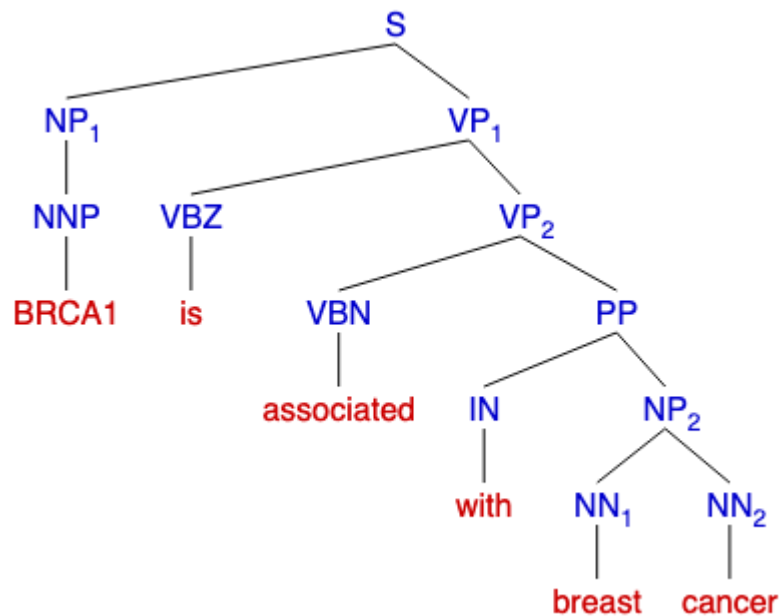 S
NP₁ VP₁
NNP VBZ VP₂
BRCA1 is VBN PP
associated IN NP₂
with NN₁ NN₂
breast cancer